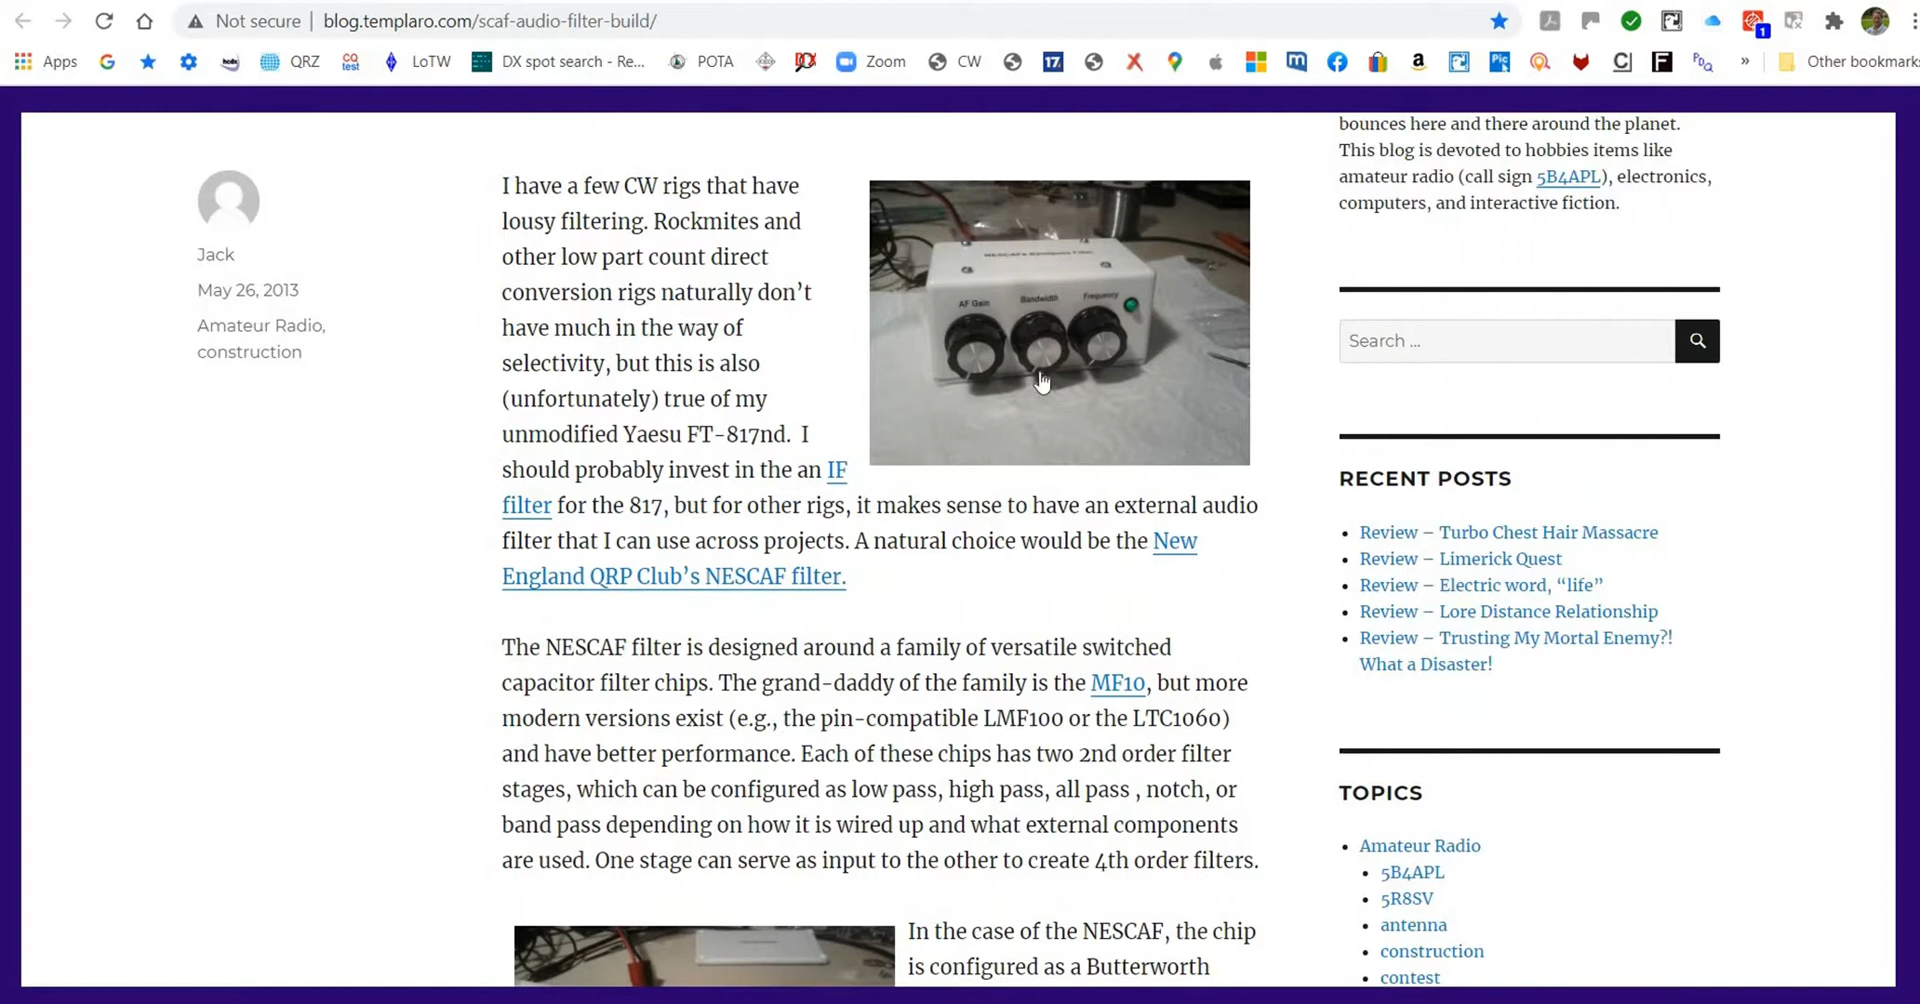 Not secure
blog.templaro.com/scaf-audio-filter-build/
1
Apps
QRZ
CQ
test
LoTW
DX spot search - Re...
POTA
Zoom
CW
17.
Pic
PDQ
»
Other bookmarks
Jack
May 26, 2013
Amateur Radio,
construction
I have a few CW rigs that have
lousy filtering. Rockmites and
other low part count direct
conversion rigs naturally don’t
have much in the way of
selectivity, but this is also
(unfortunately) true of my
unmodified Yaesu FT-817nd. I
should probably invest in the an IF
filter for the 817, but for other rigs, it makes sense to have an external audio
filter that I can use across projects. A natural choice would be the New
England QRP Club’s NESCAF filter.
AF Gain
Bandwidth
Frequency
The NESCAF filter is designed around a family of versatile switched
capacitor filter chips. The grand-daddy of the family is the MF10, but more
modern versions exist (e.g., the pin-compatible LMF100 or the LTC1060)
and have better performance. Each of these chips has two 2nd order filter
stages, which can be configured as low pass, high pass, all pass , notch, or
band pass depending on how it is wired up and what external components
are used. One stage can serve as input to the other to create 4th order filters.
In the case of the NESCAF, the chip
is configured as a Butterworth
bounces here and there around the planet.
This blog is devoted to hobbies items like
amateur radio (call sign 5B4APL), electronics,
computers, and interactive fiction.
Search ...
RECENT POSTS
Review – Turbo Chest Hair Massacre
Review – Limerick Quest
Review – Electric word, “life”
Review – Lore Distance Relationship
Review – Trusting My Mortal Enemy?!
What a Disaster!
TOPICS
Amateur Radio
5B4APL
5R8SV
antenna
construction
contest